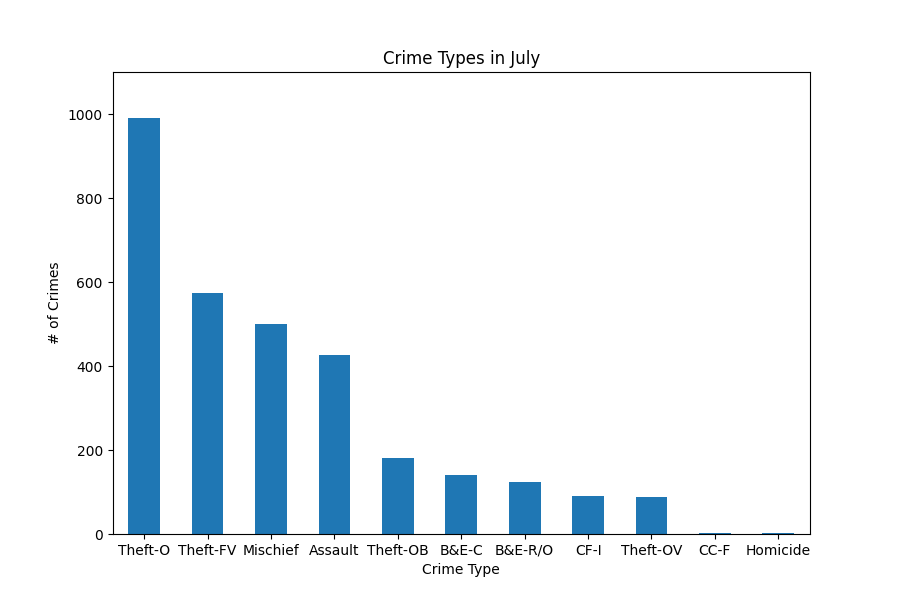 Crime Types in July
# of Crimes
1000
800
600
400
200
0
Theft-O Theft-FV Mischief Assault Theft-OB B&E-C B&E-R/O CF-I Theft-OV CC-F Homicide
Crime Type